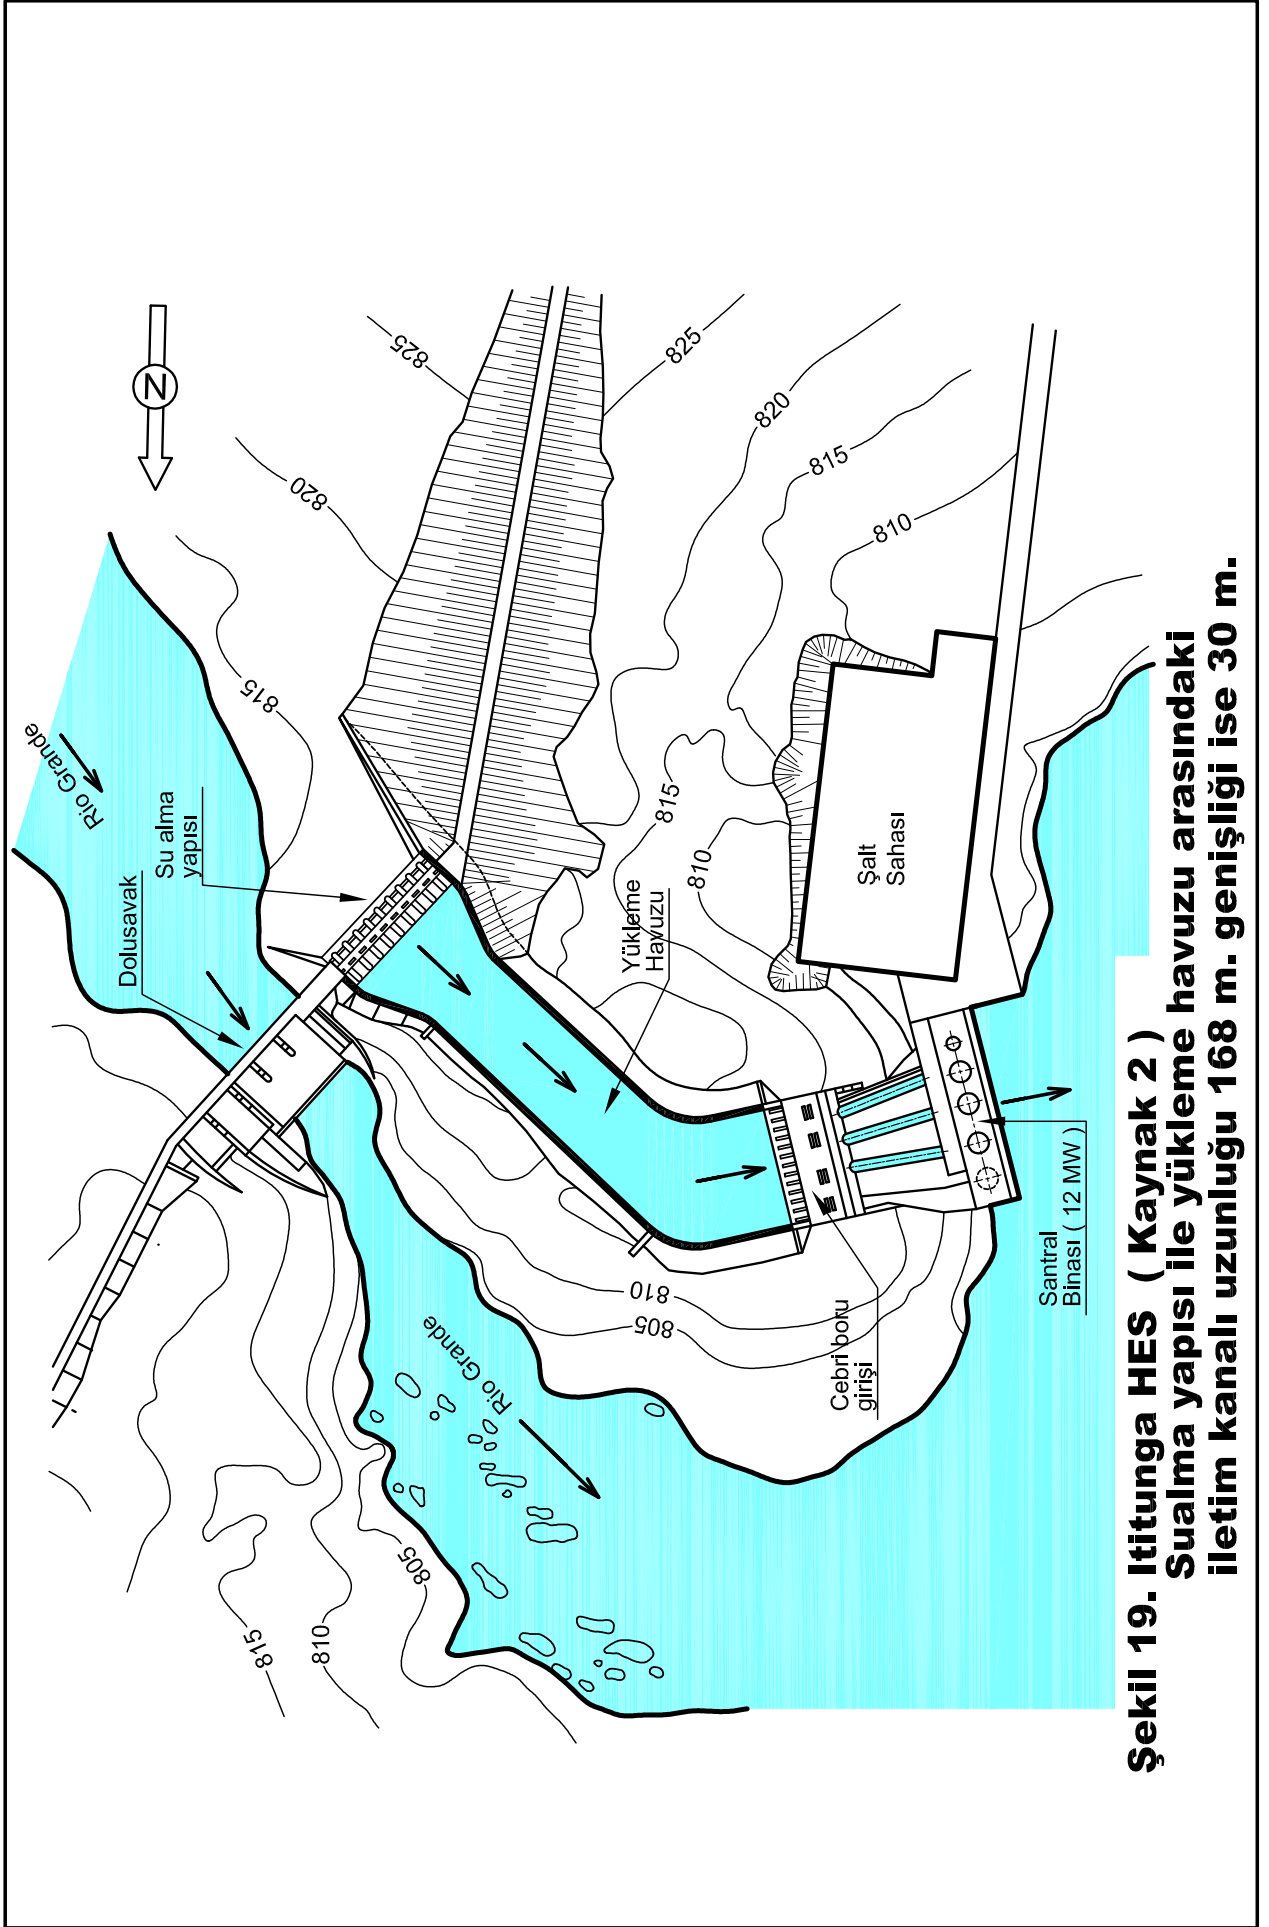 N
825
825
820
820
815
815
810
Rio Grande
815
Su alma
yapısı
Dolusavak
815
810
Şalt
Sahası
Yükleme
Havuzu
810
805
Rio Grande
Cebri boru
girişi
Santral
Binası ( 12 MW )
805
815
810
Şekil 19. Ititunga HES ( Kaynak 2 )
Sualma yapısı ile yükleme havuzu arasındaki
iletim kanalı uzunluğu 168 m. genişliği ise 30 m.